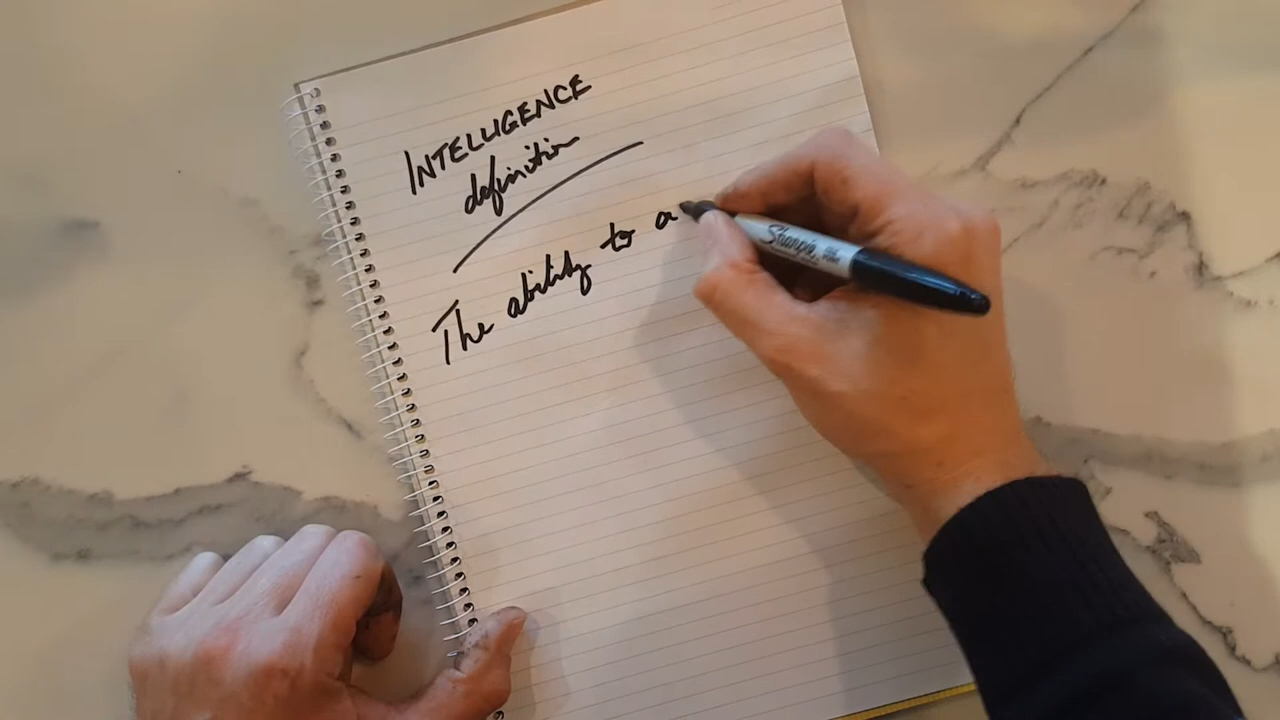 INTELLIGENCE
definition
The ability to a
Sharpie